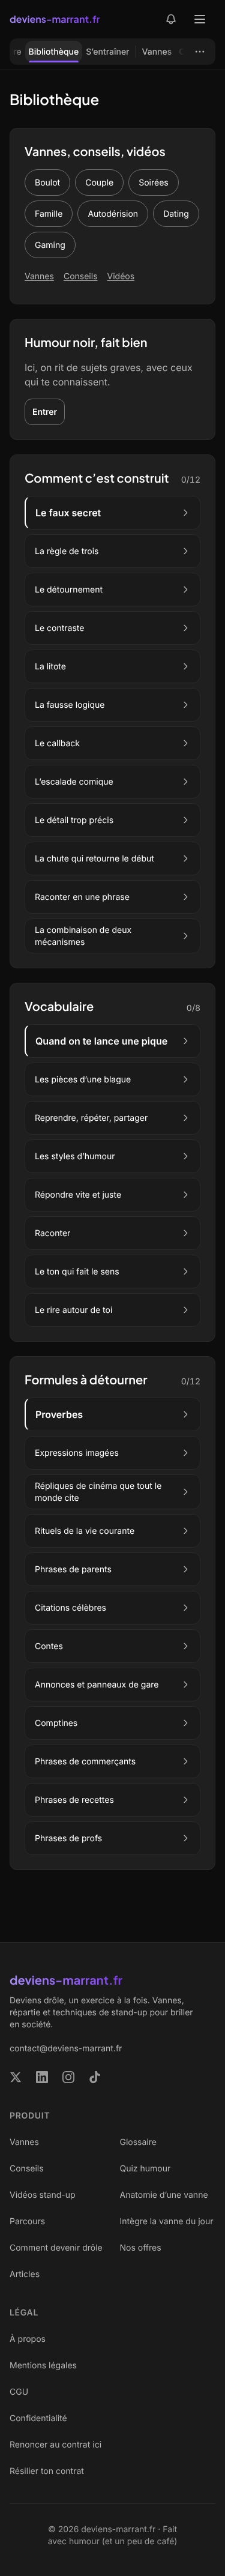 deviens-marrant.fr
re Bibliothèque S’entraîner Vannes
Bibliothèque
Vannes, conseils, vidéos
Boulot Couple Soirées
Famille Autodérision Dating
Gaming
Vannes Conseils Vidéos
Humour noir, fait bien
Ici, on rit de sujets graves, avec ceux
qui te connaissent.
Entrer
Comment c’est construit 0/12
Le faux secret
La règle de trois
Le détournement
Le contraste
La litote
La fausse logique
Le callback
L’escalade comique
Le détail trop précis
La chute qui retourne le début
Raconter en une phrase
La combinaison de deux
mécanismes
Vocabulaire 0/8
Quand on te lance une pique
Les pièces d’une blague
Reprendre, répéter, partager
Les styles d’humour
Répondre vite et juste
Raconter
Le ton qui fait le sens
Le rire autour de toi
Formules à détourner 0/12
Proverbes
Expressions imagées
Répliques de cinéma que tout le
monde cite
Rituels de la vie courante
Phrases de parents
Citations célèbres
Contes
Annonces et panneaux de gare
Comptines
Phrases de commerçants
Phrases de recettes
Phrases de profs
deviens-marrant.fr
Deviens drôle, un exercice à la fois. Vannes,
répartie et techniques de stand-up pour briller
en société.
contact@deviens-marrant.fr
PRODUIT
Vannes Glossaire
Conseils Quiz humour
Vidéos stand-up Anatomie d’une vanne
Parcours Intègre la vanne du jour
Comment devenir drôle Nos offres
Articles
LÉGAL
À propos
Mentions légales
CGU
Confidentialité
Renoncer au contrat ici
Résilier ton contrat
© 2026 deviens-marrant.fr · Fait
avec humour (et un peu de café)